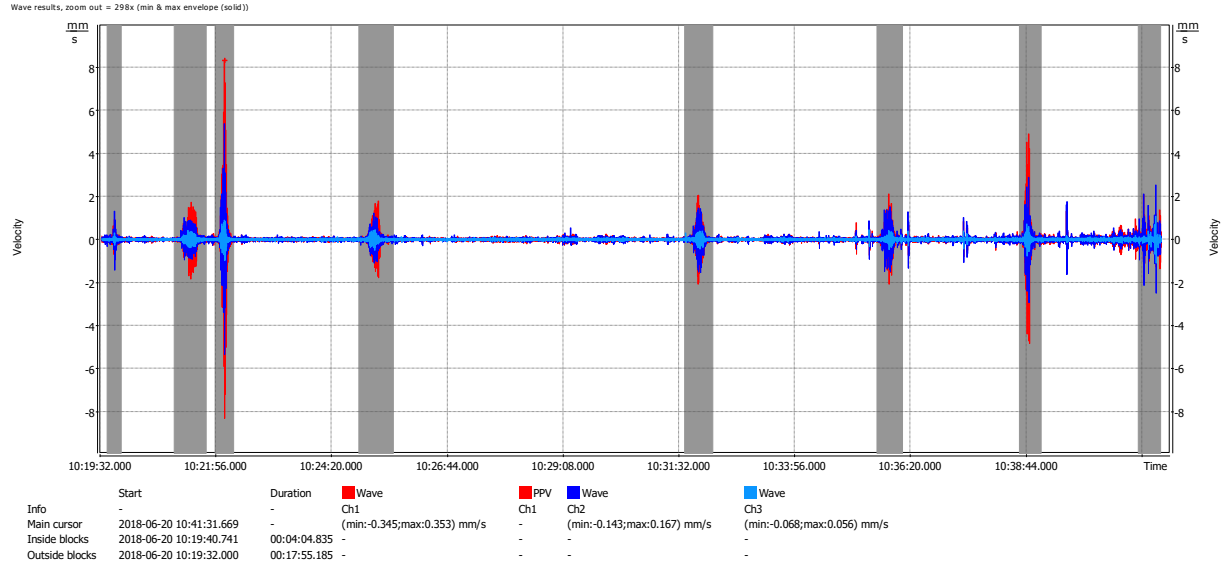 Wave results, zoom out = 298x (min & max envelope (solid))
mm mm
s s
8 8
6 6
4 4
2 2
0 0
-2 -2
-4 -4
-6 -6
-8 -8
Velocity Velocity
10:19:32.000 10:21:56.000 10:24:20.000 10:26:44.000 10:29:08.000 10:31:32.000 10:33:56.000 10:36:20.000 10:38:44.000 Time
Start Duration Wave PPV Wave Wave
Info - - Ch1 Ch1 Ch2 Ch3
Main cursor 2018-06-20 10:41:31.669 - (min:-0.345;max:0.353) mm/s - (min:-0.143;max:0.167) mm/s (min:-0.068;max:0.056) mm/s
Inside blocks 2018-06-20 10:19:40.741 00:04:04.835 - - - -
Outside blocks 2018-06-20 10:19:32.000 00:17:55.185 - - - -